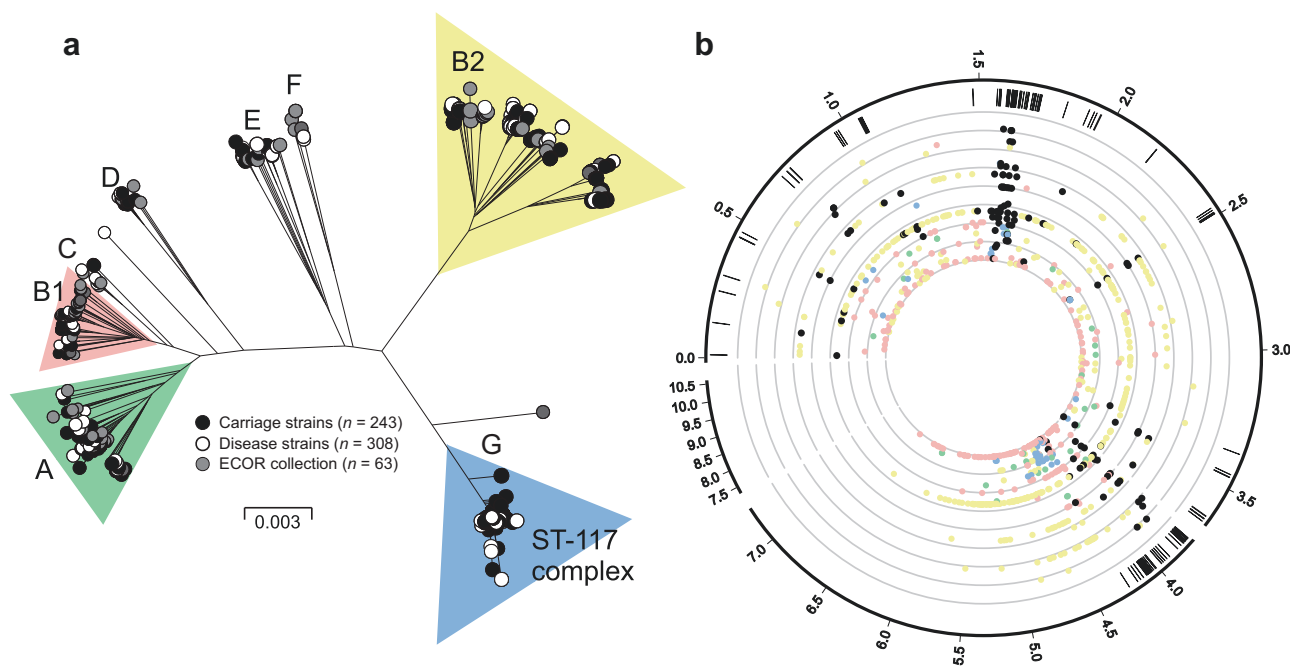 a
B2
F
E
D
C
B1
A
Carriage strains (n = 243)
Disease strains (n = 308)
ECOR collection (n = 63)
0.003
G
ST-117
complex
b
0.0
0.5
1.0
1.5
2.0
2.5
3.0
3.5
4.0
4.5
5.0
5.5
6.0
6.5
7.0
7.5
8.0
8.5
9.0
9.5
10.0
10.5